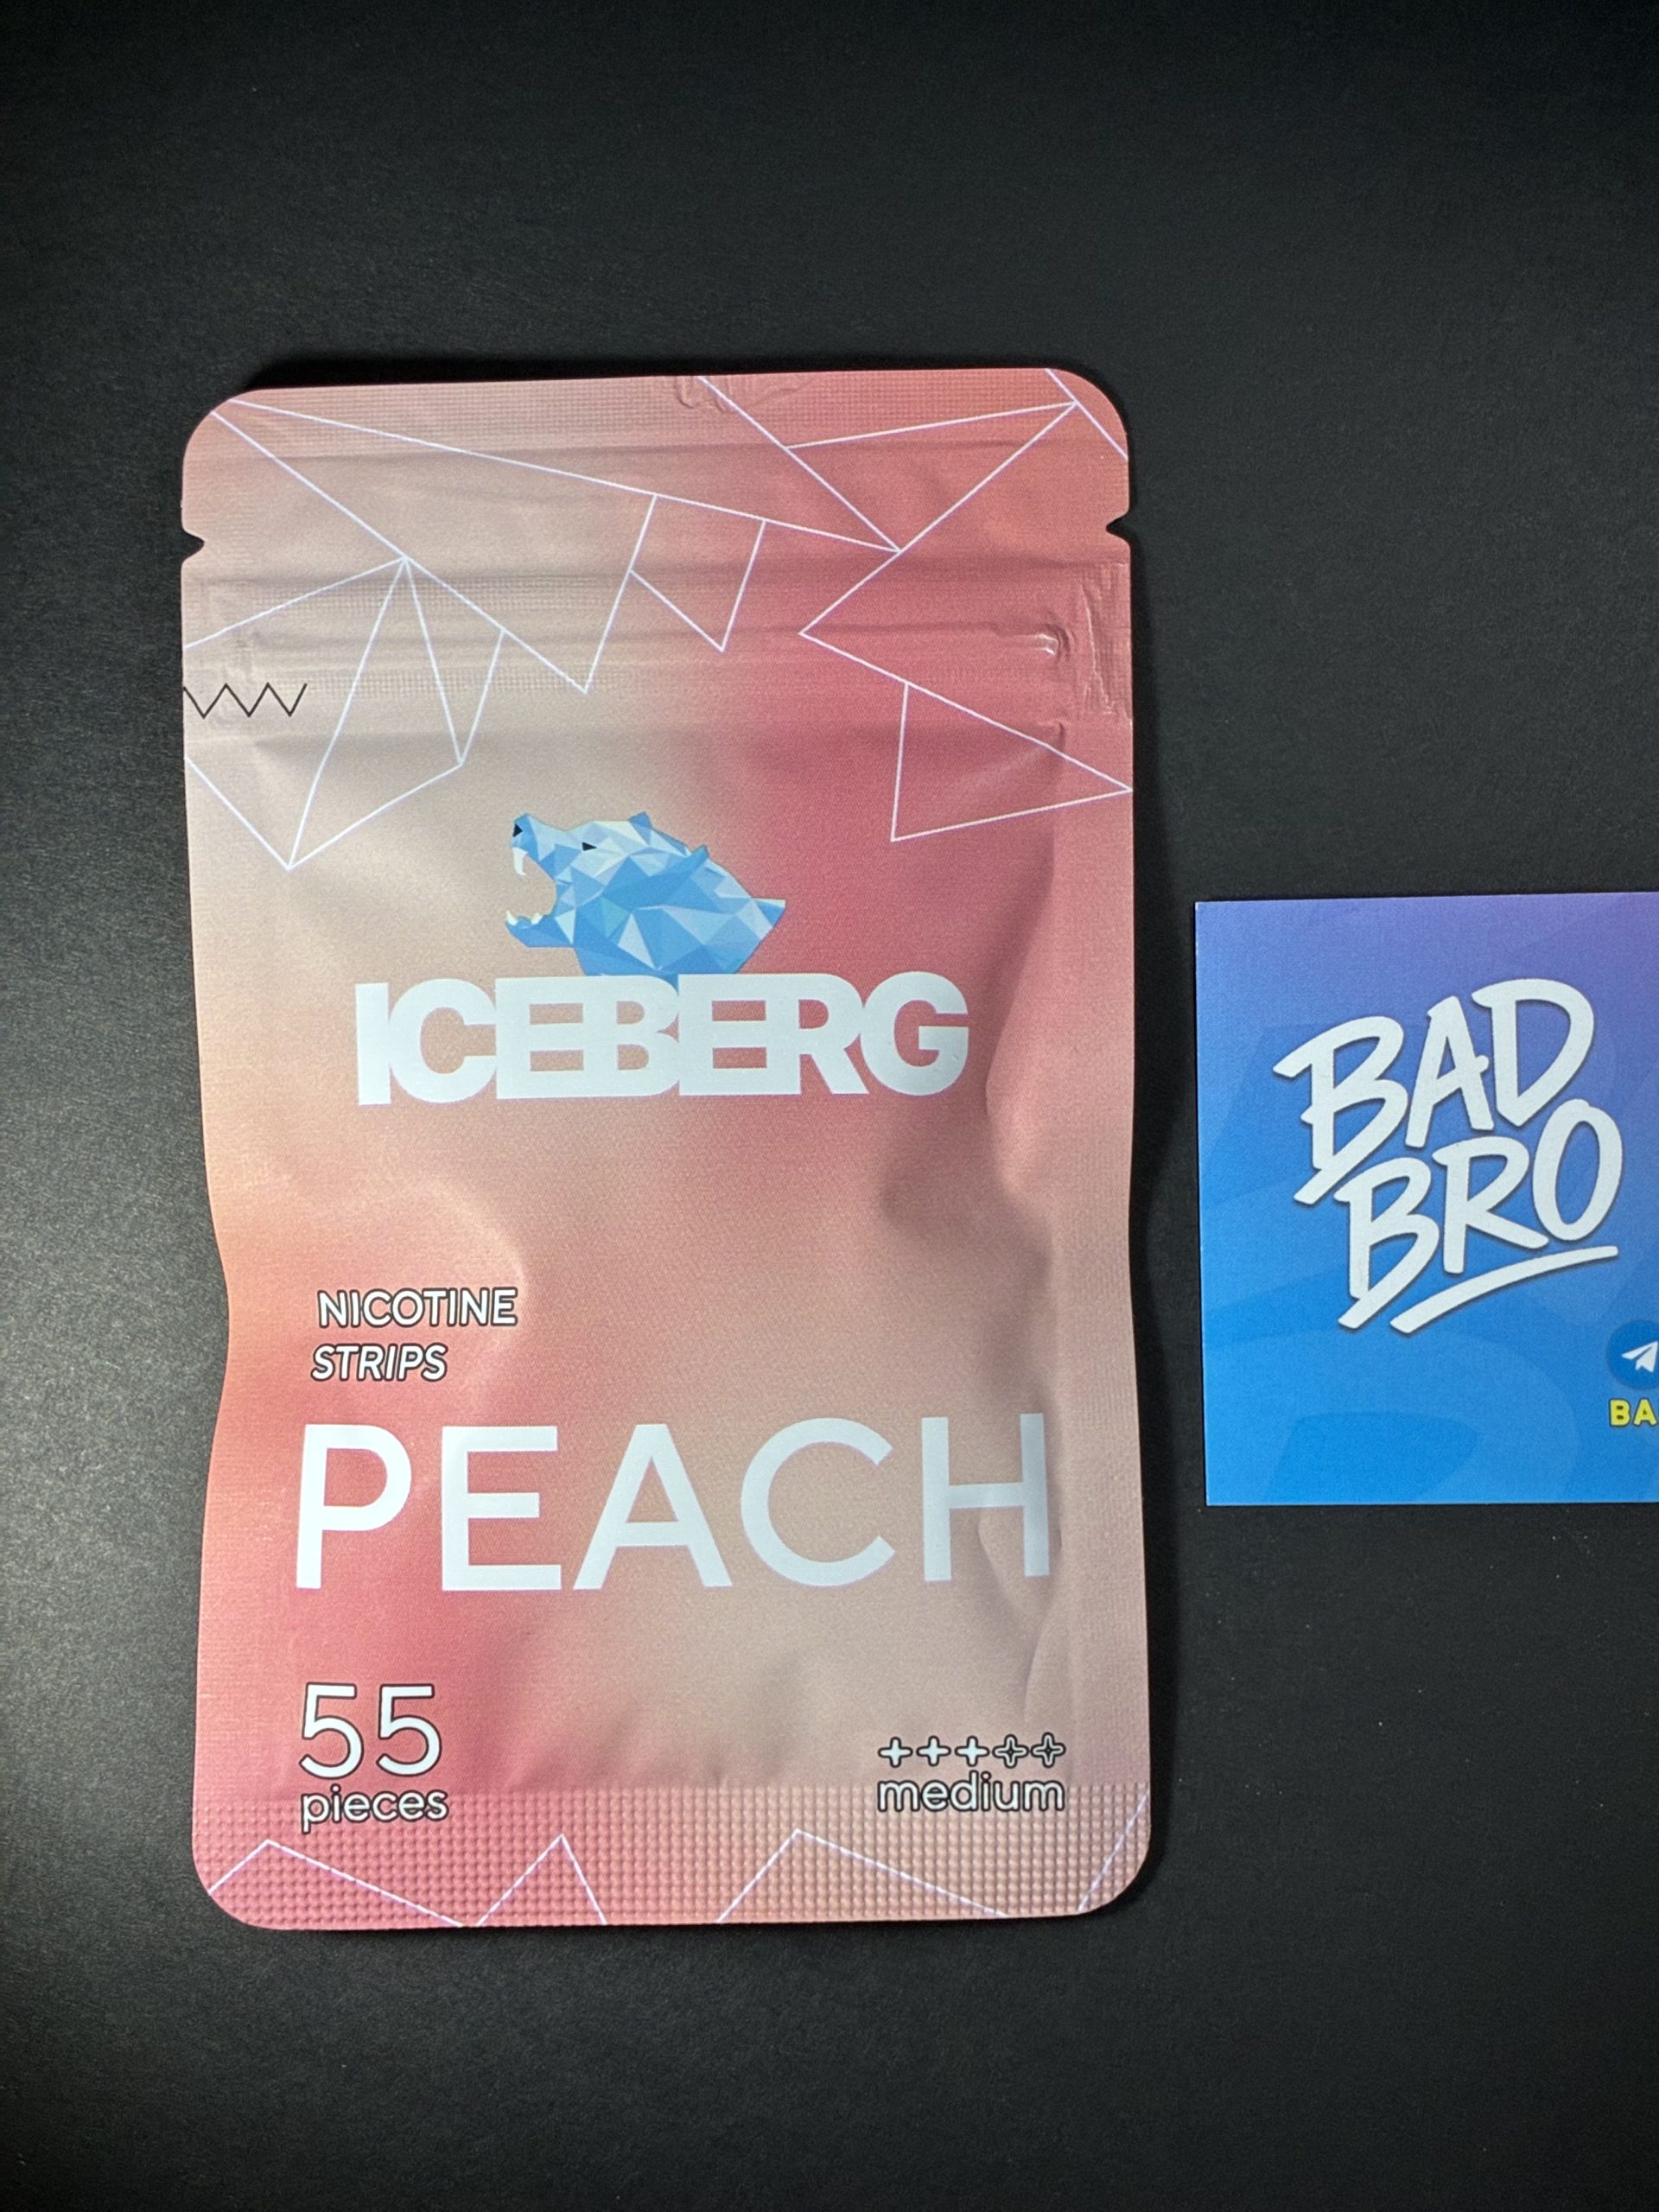 ICEBERG
NICOTINE
STRIPS
PEACH
55
pieces
+++++
medium
BAD
BRO
BA